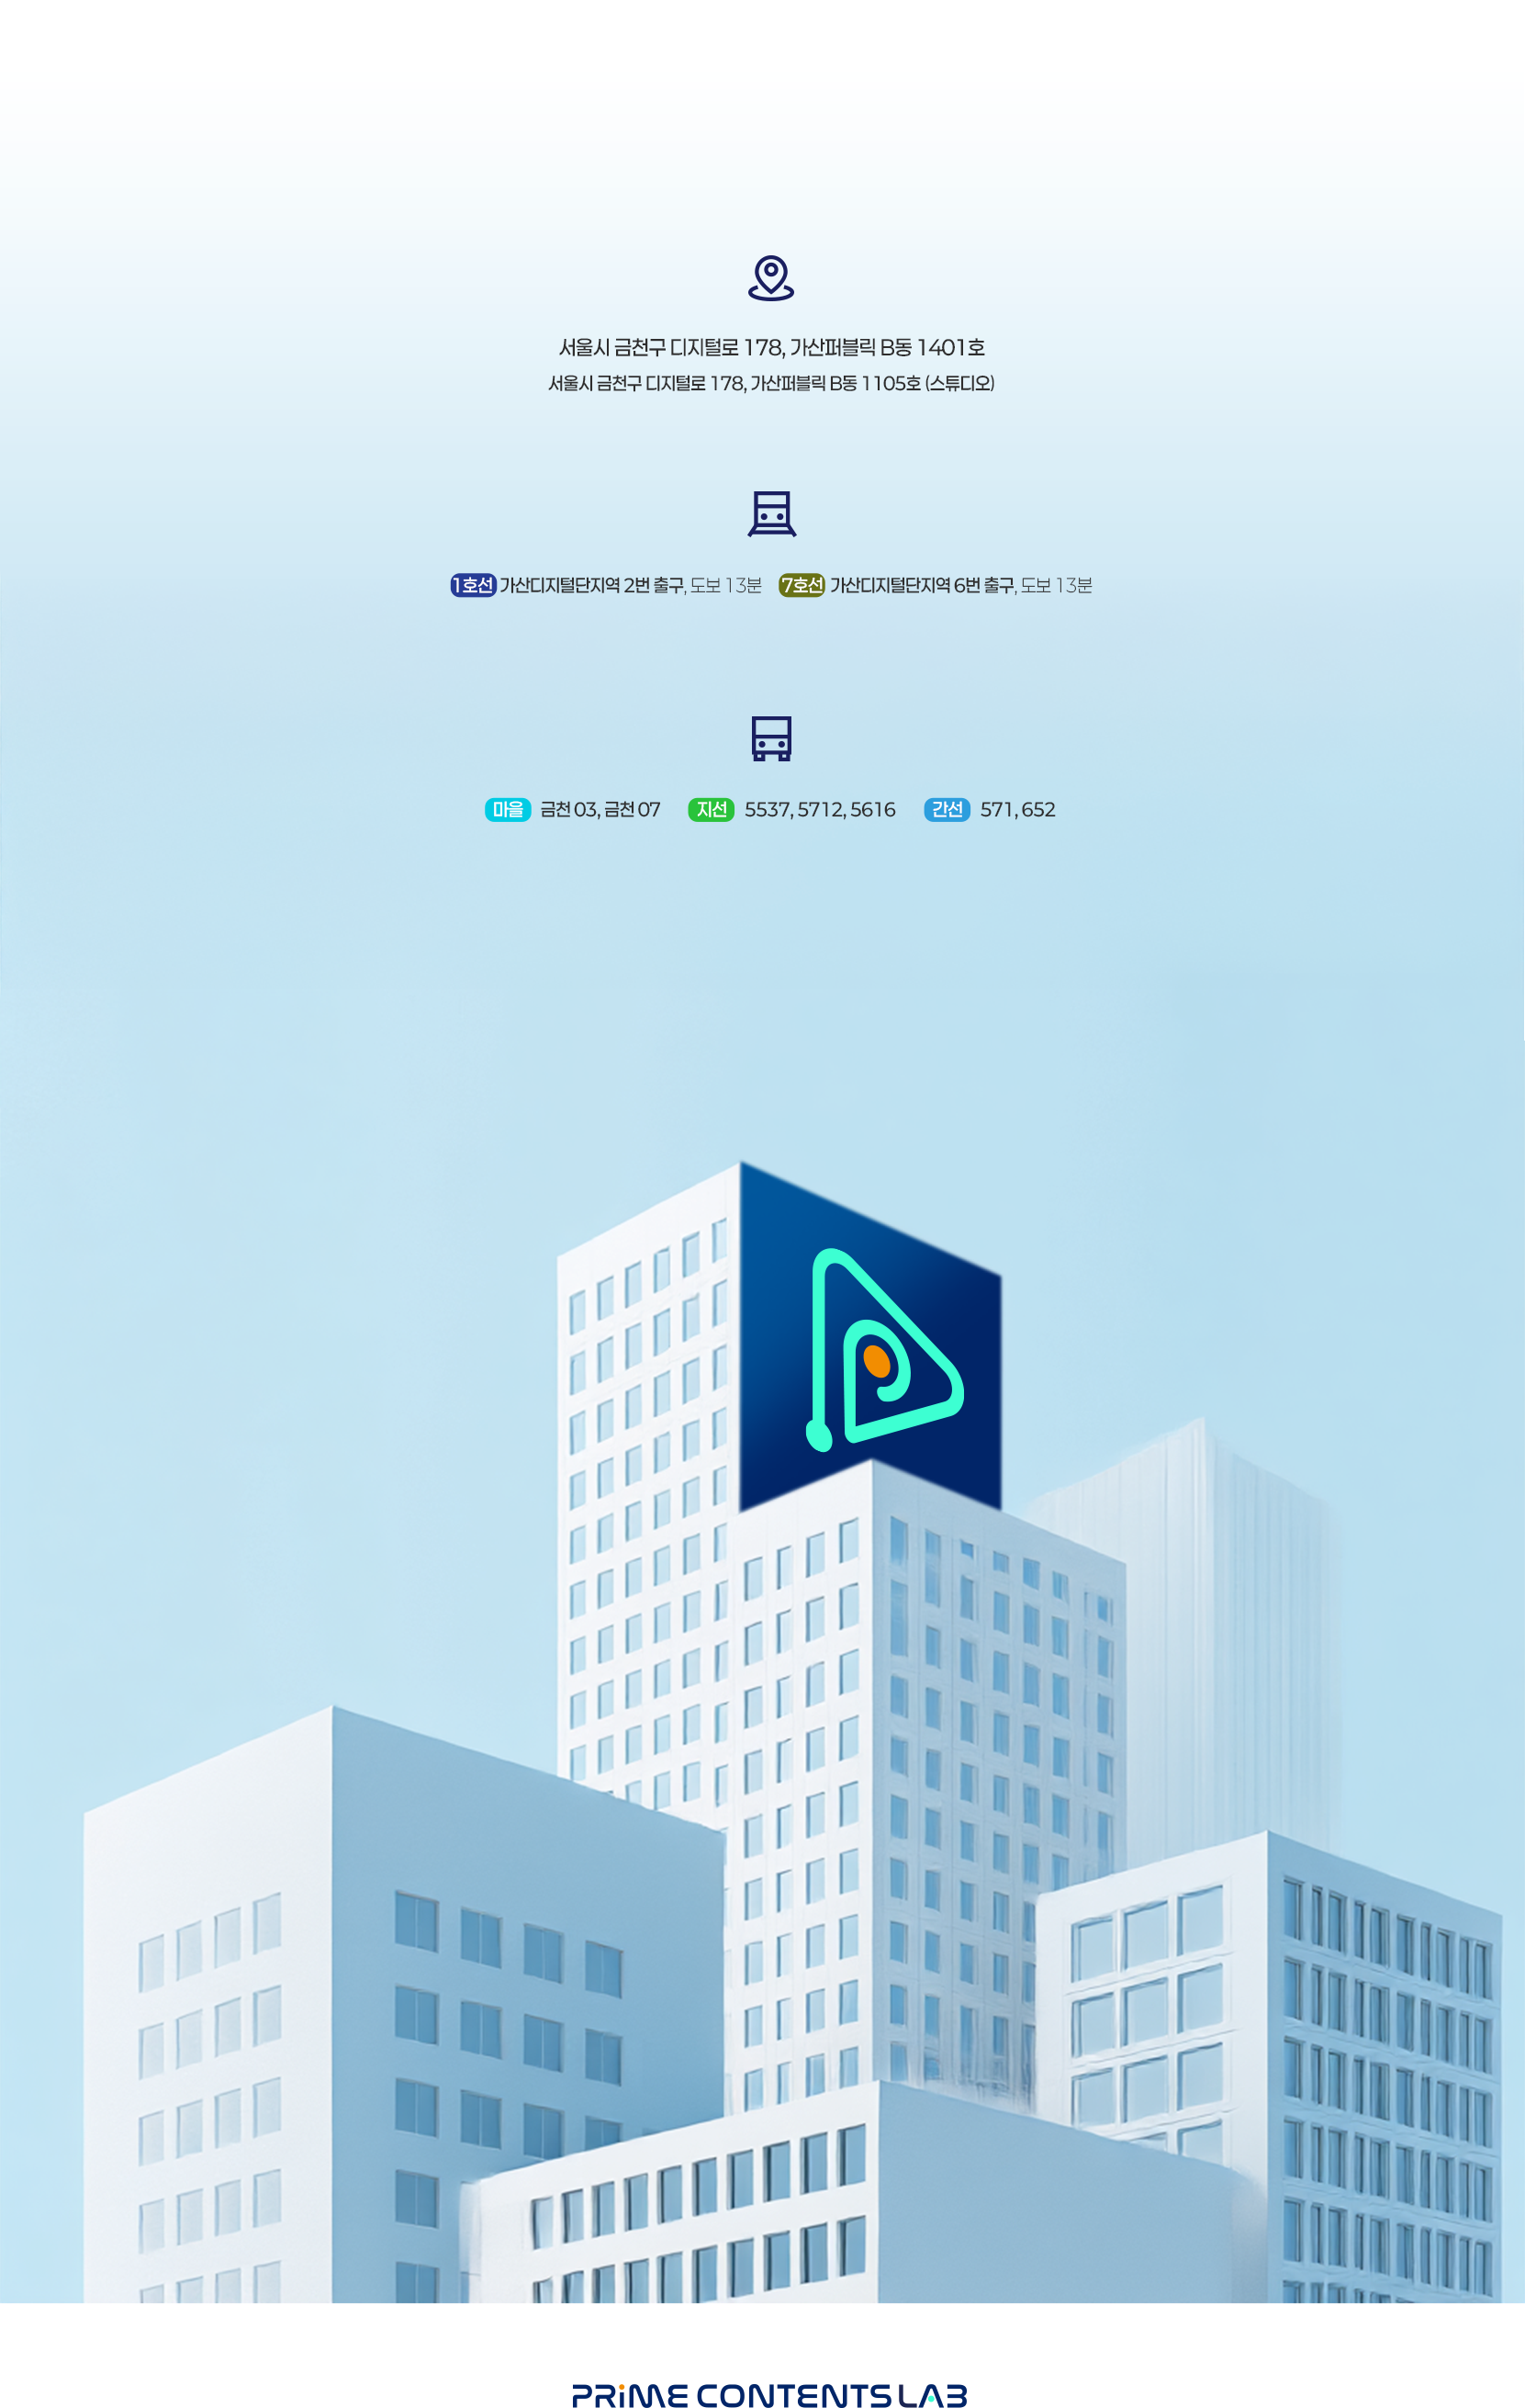 서울시 금천구 디지털로 178, 가산퍼블릭 B동 1401호
서울시 금천구 디지털로 178, 가산퍼블릭 B동 1105호 (스튜디오)
1호선 가산디지털단지역 2번 출구, 도보 13분 7호선 가산디지털단지역 6번 출구, 도보 13분
마을 금천 03, 금천 07 지선 5537, 5712, 5616 간선 571, 652
PRiME CONTENTS LAB